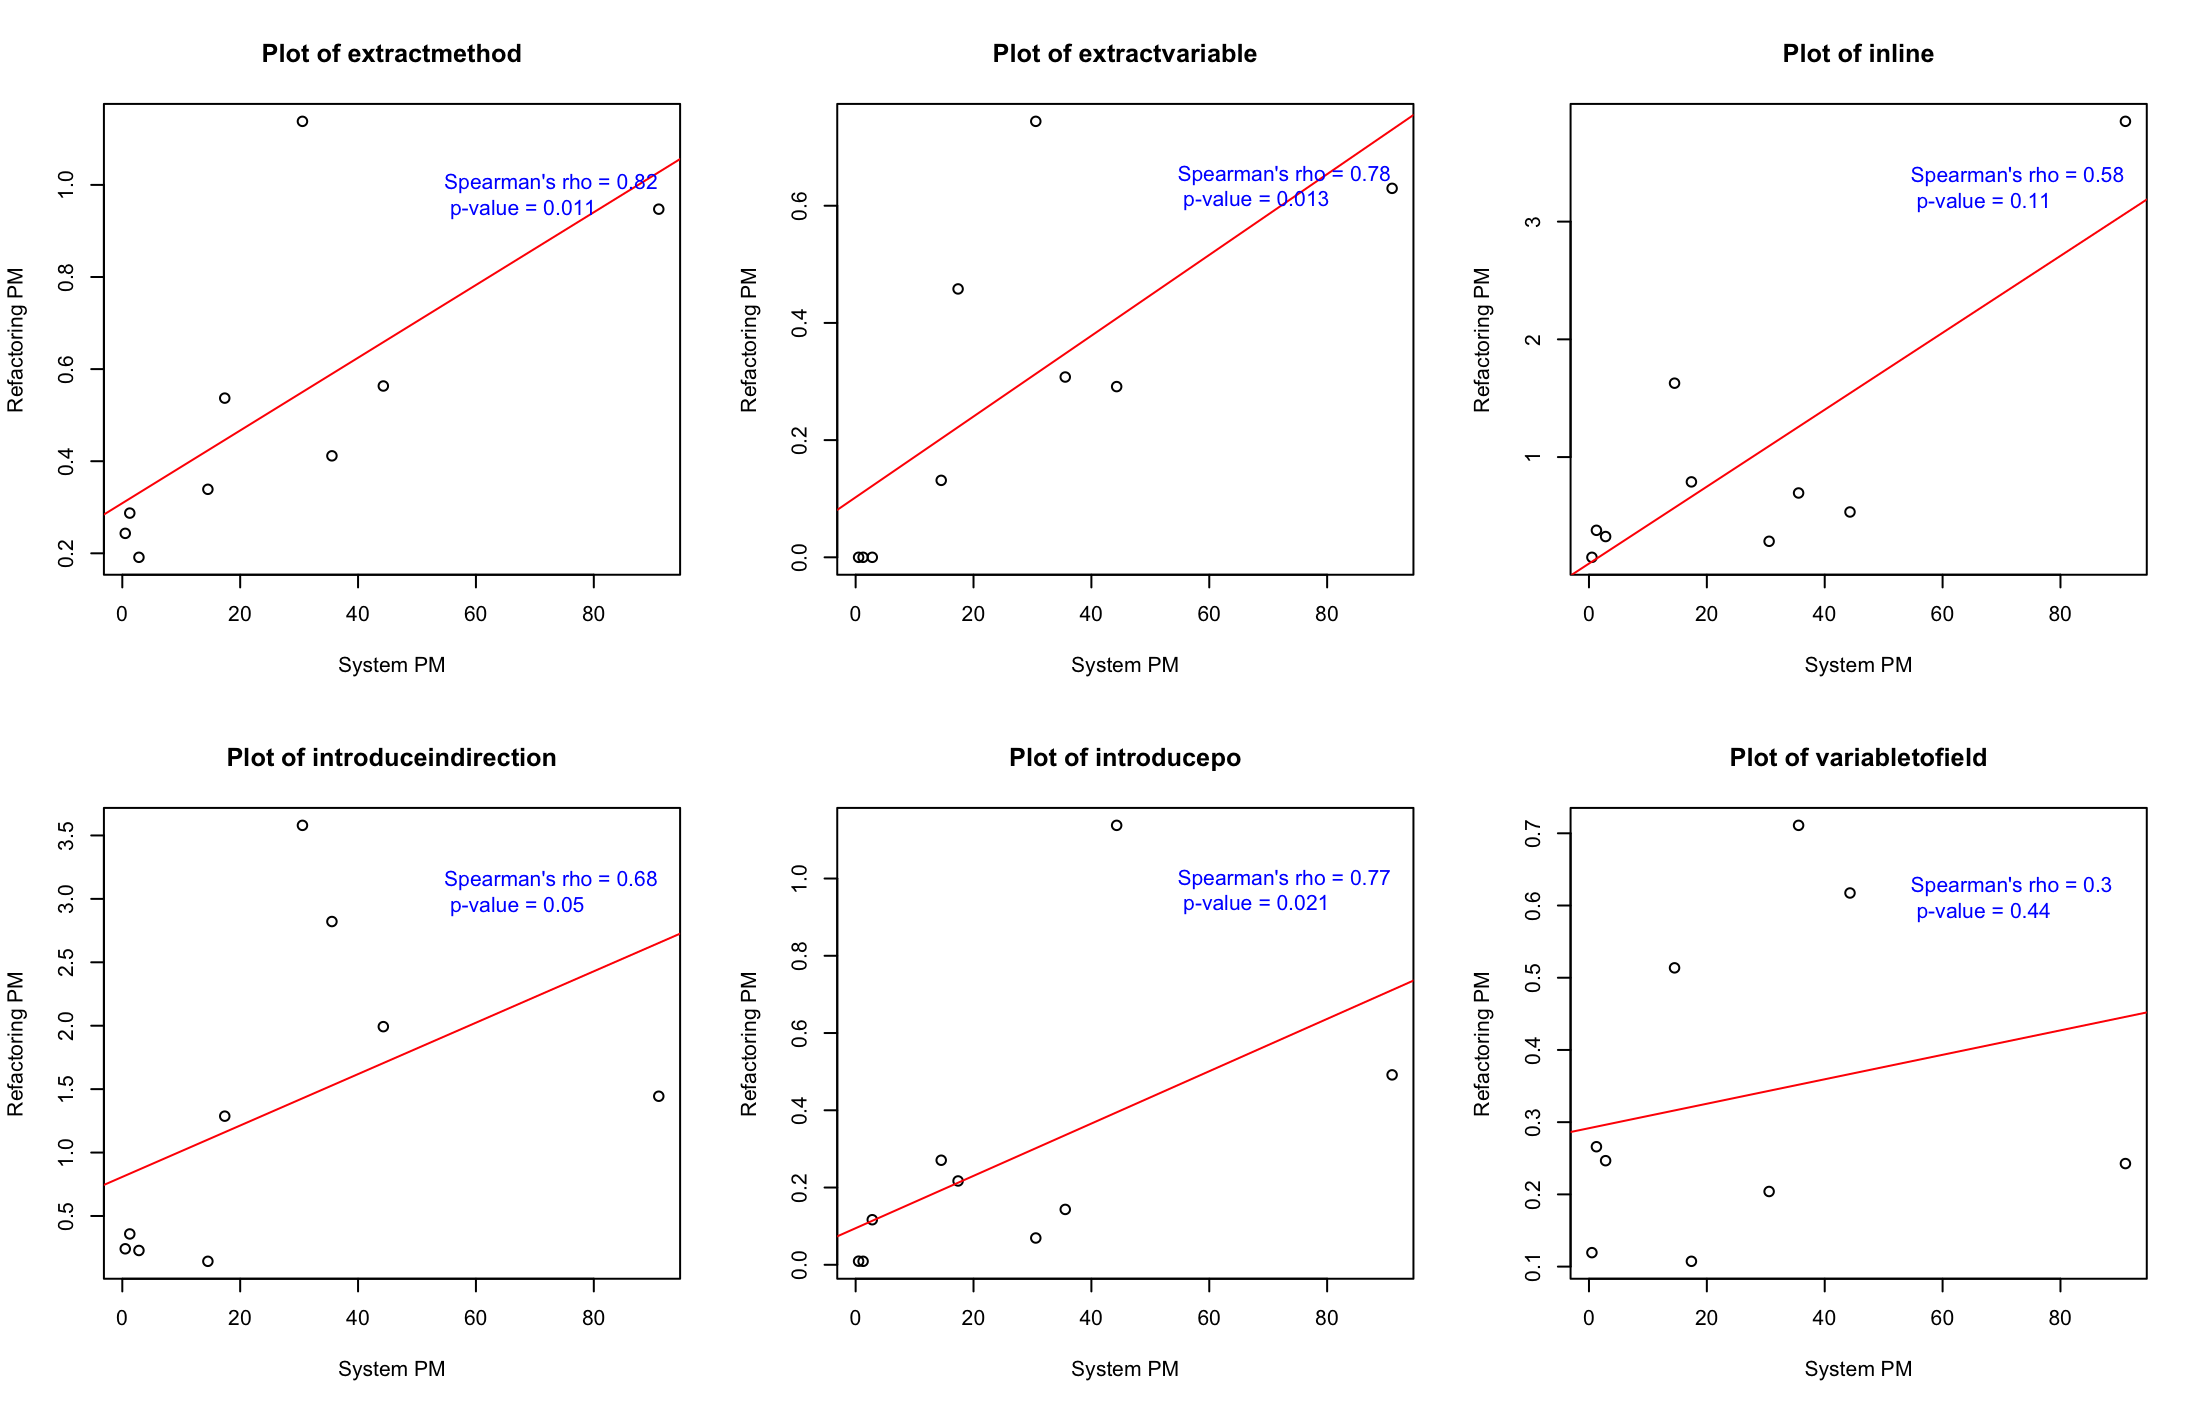 Plot of extractmethod
Refactoring PM
1.0
0.8
0.6
0.4
0.2
Spearman's rho = 0.82
p-value = 0.011
0 20 40 60 80
System PM
Plot of extractvariable
Refactoring PM
0.6
0.4
0.2
0.0
Spearman's rho = 0.78
p-value = 0.013
0 20 40 60 80
System PM
Plot of inline
Refactoring PM
3
2
1
Spearman's rho = 0.58
p-value = 0.11
0 20 40 60 80
System PM
Plot of introduceindirection
Refactoring PM
3.5
3.0
2.5
2.0
1.5
1.0
0.5
Spearman's rho = 0.68
p-value = 0.05
0 20 40 60 80
System PM
Plot of introducepo
Refactoring PM
1.0
0.8
0.6
0.4
0.2
0.0
Spearman's rho = 0.77
p-value = 0.021
0 20 40 60 80
System PM
Plot of variabletofield
Refactoring PM
0.7
0.6
0.5
0.4
0.3
0.2
0.1
Spearman's rho = 0.3
p-value = 0.44
0 20 40 60 80
System PM